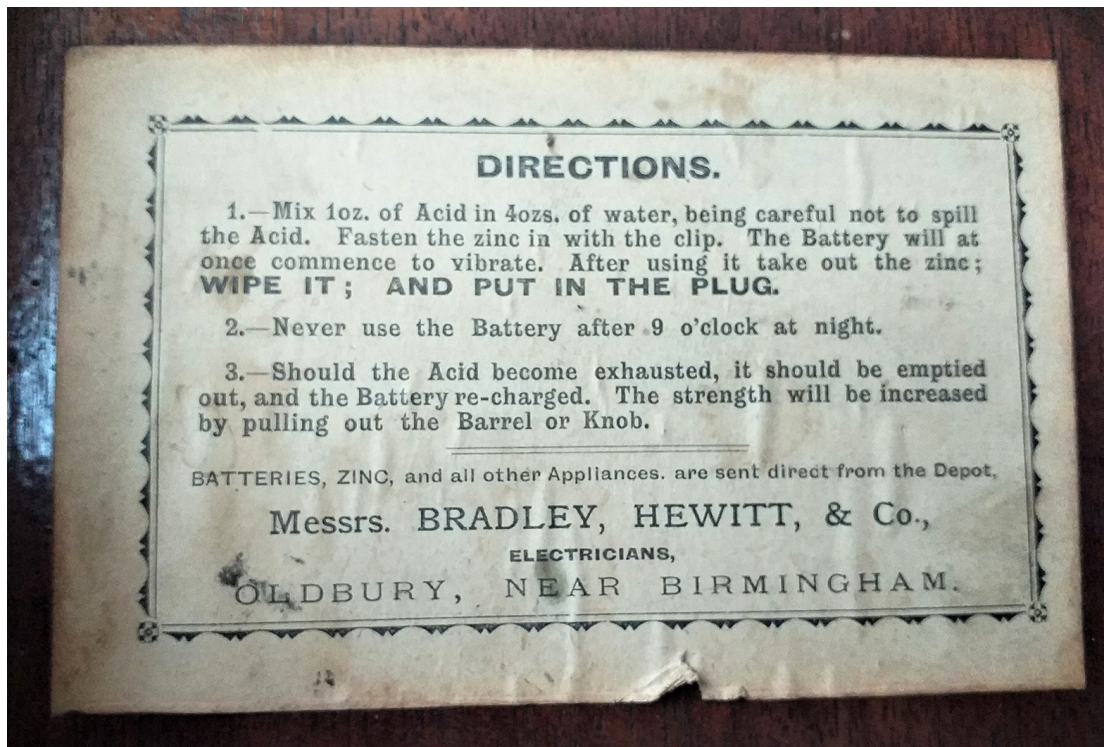 DIRECTIONS.
1.—Mix 1oz. of Acid in 4ozs. of water, being careful not to spill
the Acid. Fasten the zinc in with the clip. The Battery will at
once commence to vibrate. After using it take out the zinc;
WIPE IT; AND PUT IN THE PLUG.
2.—Never use the Battery after 9 o'clock at night.
3.—Should the Acid become exhausted, it should be emptied
out, and the Battery re-charged. The strength will be increased
by pulling out the Barrel or Knob.
BATTERIES, ZINC, and all other Appliances. are sent direct from the Depot,
Messrs. BRADLEY, HEWITT, & Co.,
ELECTRICIANS,
OLDBURY, NEAR BIRMINGHAM.